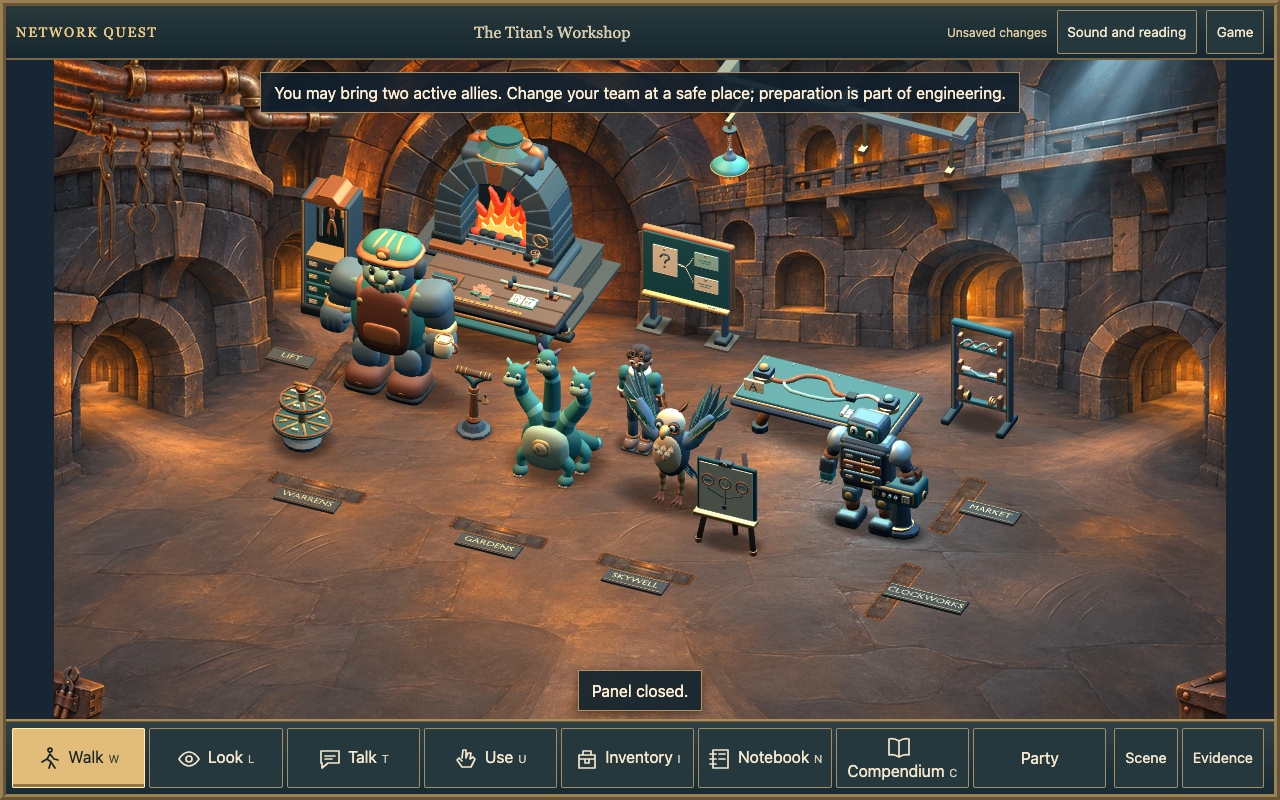 NETWORK QUEST
The Titan's Workshop
Unsaved changes
Sound and reading
Game
You may bring two active allies. Change your team at a safe place; preparation is part of engineering.
?
LIFT
A
WARRENS
MARKET
GARDENS
SKYWELL
CLOCKWORKS
Panel closed.
Walk W
Look L
Talk T
Use U
Inventory I
Notebook N
Compendium C
Party
Scene
Evidence